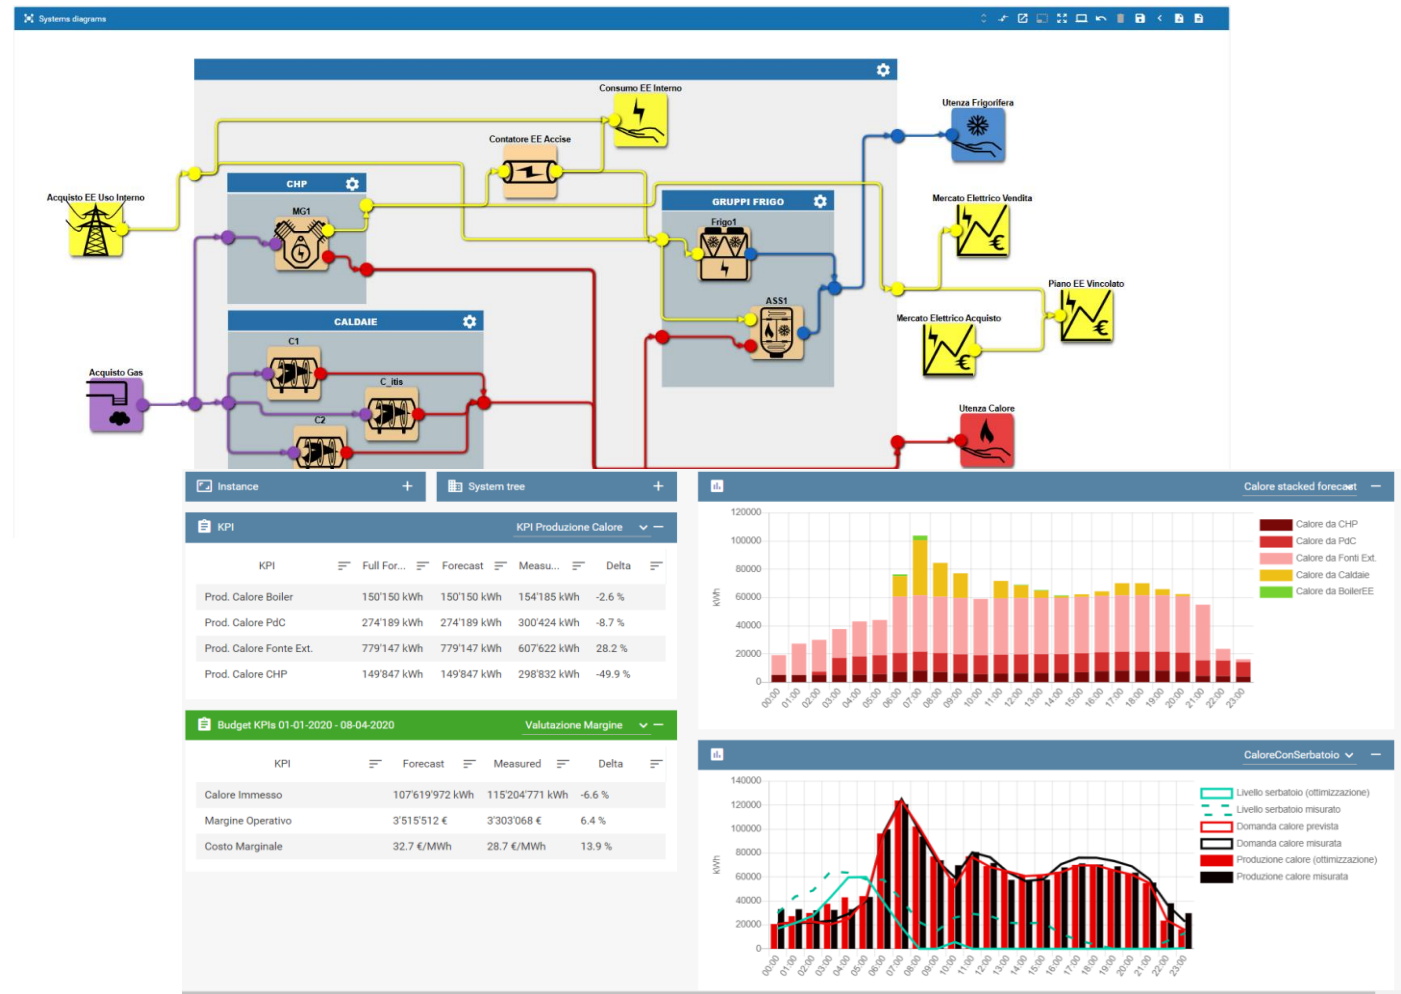 Systems diagrams
Consumo EE Interno
Utenza Frigorifera
Contatore EE Accise
CHP
Acquisto EE Uso Interno
MG1
GRUPPI FRIGO
Mercato Elettrico Vendita
Frigo1
Piano EE Vincolato
ASS1
Mercato Elettrico Acquisto
CALDAIE
C1
Acquisto Gas
C_itis
C2
Utenza Calore
Instance
System tree
KPI
KPI Produzione Calore
KPI Full For... Forecast Measu... Delta
Prod. Calore Boiler 150'150 kWh 150'150 kWh 154'185 kWh -2.6 %
Prod. Calore PdC 274'189 kWh 274'189 kWh 300'424 kWh -8.7 %
Prod. Calore Fonte Ext. 779'147 kWh 779'147 kWh 607'622 kWh 28.2 %
Prod. Calore CHP 149'847 kWh 149'847 kWh 298'832 kWh -49.9 %
Budget KPIs 01-01-2020 - 08-04-2020
Valutazione Margine
KPI Forecast Measured Delta
Calore Immesso 107'619'972 kWh 115'204'771 kWh -6.6 %
Margine Operativo 3'515'512 € 3'303'068 € 6.4 %
Costo Marginale 32.7 €/MWh 28.7 €/MWh 13.9 %
Calore stacked forecast
120000
100000
80000
60000
40000
20000
0
kWh
00:00 01:00 02:00 03:00 04:00 05:00 06:00 07:00 08:00 09:00 10:00 11:00 12:00 13:00 14:00 15:00 16:00 17:00 18:00 19:00 20:00 21:00 22:00 23:00
Calore da CHP
Calore da PdC
Calore da Fonti Ext.
Calore da Caldaie
Calore da BoilerEE
CaloreConSerbatoio
140000
120000
100000
80000
60000
40000
20000
0
kWh
00:00 01:00 02:00 03:00 04:00 05:00 06:00 07:00 08:00 09:00 10:00 11:00 12:00 13:00 14:00 15:00 16:00 17:00 18:00 19:00 20:00 21:00 22:00 23:00
Livello serbatoio (ottimizzazione)
Livello serbatoio misurato
Domanda calore prevista
Domanda calore misurata
Produzione calore (ottimizzazione)
Produzione calore misurata